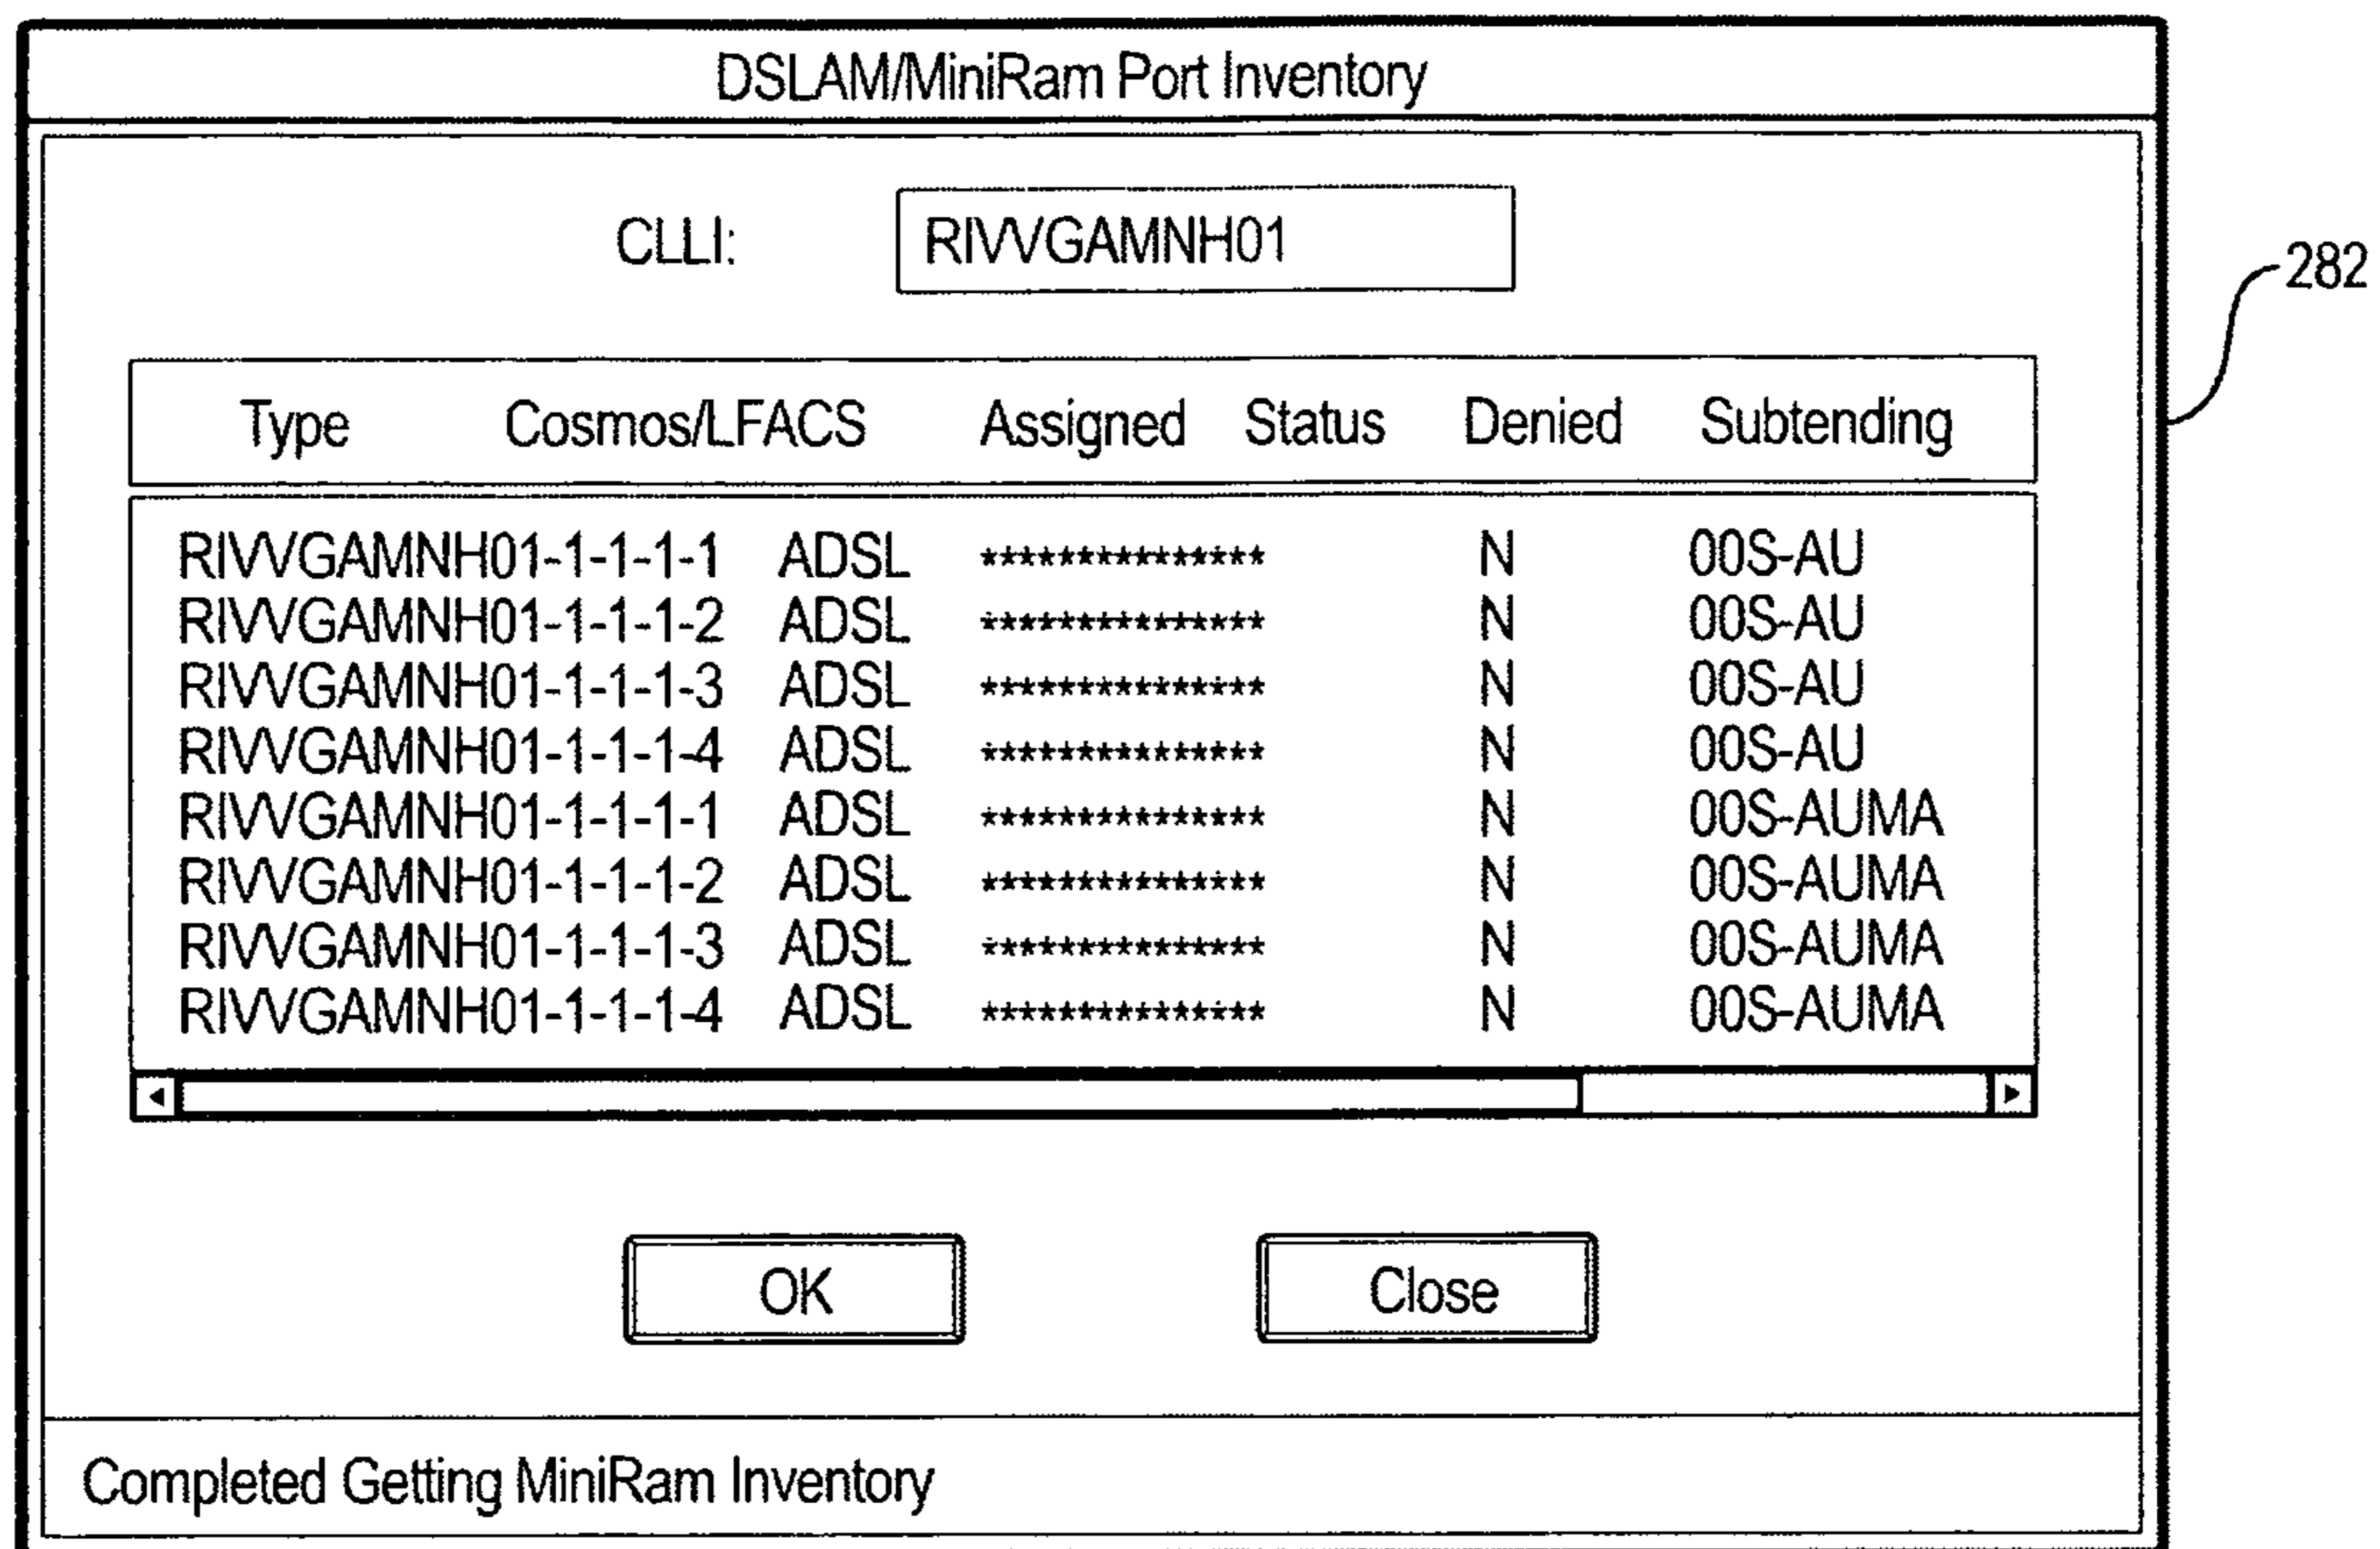 DSLAM/MiniRam Port Inventory
CLLI: RIVVGAMNH01
282
Type Cosmos/LFACS Assigned Status Denied Subtending
RIVVGAMNH01-1-1-1-1 ADSL *************** N 00S-AU
RIVVGAMNH01-1-1-1-2 ADSL *************** N 00S-AU
RIVVGAMNH01-1-1-1-3 ADSL *************** N 00S-AU
RIVVGAMNH01-1-1-1-4 ADSL *************** N 00S-AU
RIVVGAMNH01-1-1-1-1 ADSL *************** N 00S-AUMA
RIVVGAMNH01-1-1-1-2 ADSL *************** N 00S-AUMA
RIVVGAMNH01-1-1-1-3 ADSL *************** N 00S-AUMA
RIVVGAMNH01-1-1-1-4 ADSL *************** N 00S-AUMA
OK Close
Completed Getting MiniRam Inventory